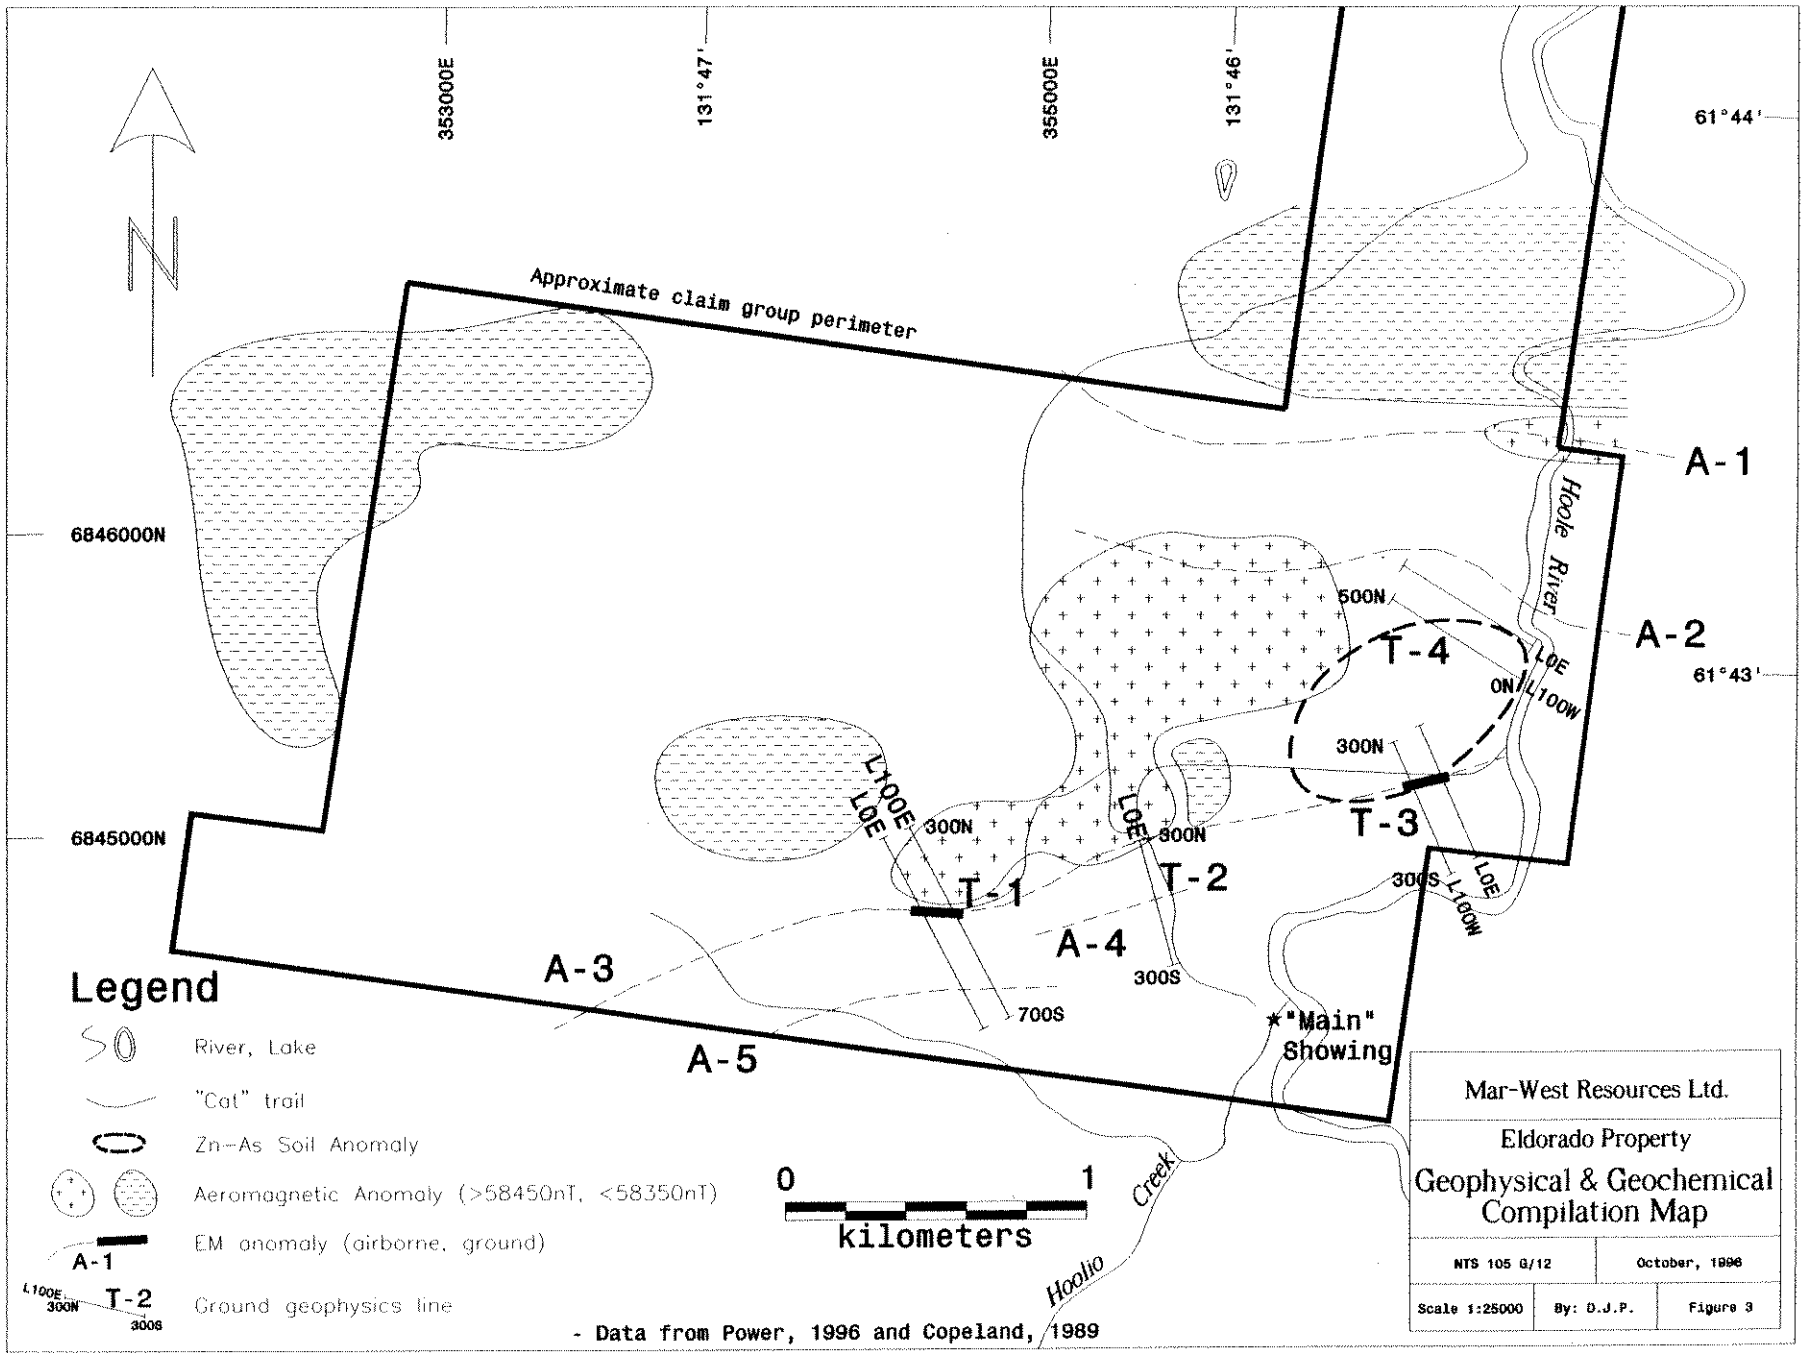 353000E
131°47'
355000E
131°46'
61°44'
N
Approximate claim group perimeter
A-1
Hoole River
6846000N
500N
T-4
A-2
L0E
61°43'
0N
L100W
300N
L100E
L0E
300N
L0E
300N
T-3
6845000N
T-1
T-2
300S
L0E
L100W
A-4
A-3
300S
700S
"Main"
Showing
A-5
Legend
River, Lake
"Cat" trail
Zn-As Soil Anomaly
Aeromagnetic Anomaly (>58450nT, <58350nT)
EM anomaly (airborne, ground)
A-1
L100E
300N
T-2
300S
Ground geophysics line
0 1
kilometers
Hoolio Creek
- Data from Power, 1996 and Copeland, 1989
Mar-West Resources Ltd.
Eldorado Property
Geophysical & Geochemical
Compilation Map
NTS 105 G/12
October, 1996
Scale 1:25000
By: D.J.P.
Figure 3